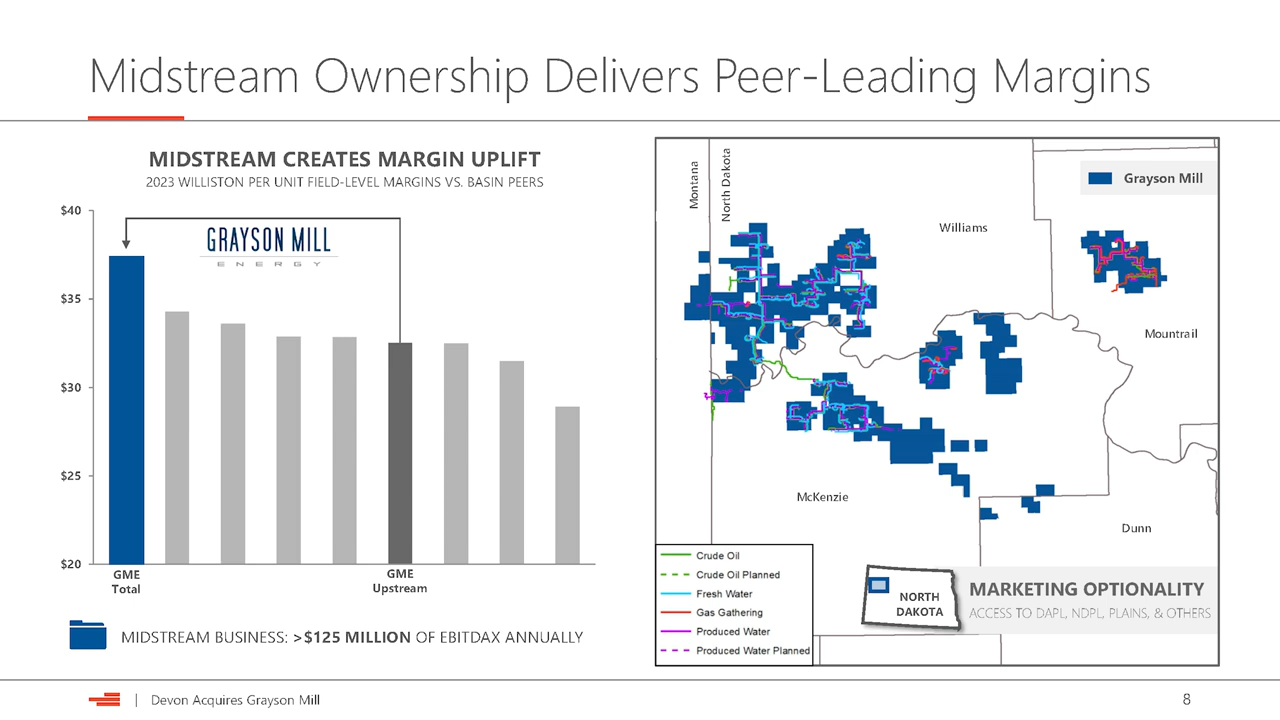 Midstream Ownership Delivers Peer-Leading Margins
MIDSTREAM CREATES MARGIN UPLIFT
2023 WILLISTON PER UNIT FIELD-LEVEL MARGINS VS. BASIN PEERS
$40
$35
$30
$25
$20
GRAYSON MILL
ENERGY
GME
Total
GME
Upstream
MIDSTREAM BUSINESS: >$125 MILLION OF EBITDAX ANNUALLY
Montana
North Dakota
Williams
Grayson Mill
Mountrail
McKenzie
Dunn
Crude Oil
Crude Oil Planned
Fresh Water
Gas Gathering
Produced Water
Produced Water Planned
NORTH
DAKOTA
MARKETING OPTIONALITY
ACCESS TO DAPL, NDPL, PLAINS, & OTHERS
| Devon Acquires Grayson Mill
8